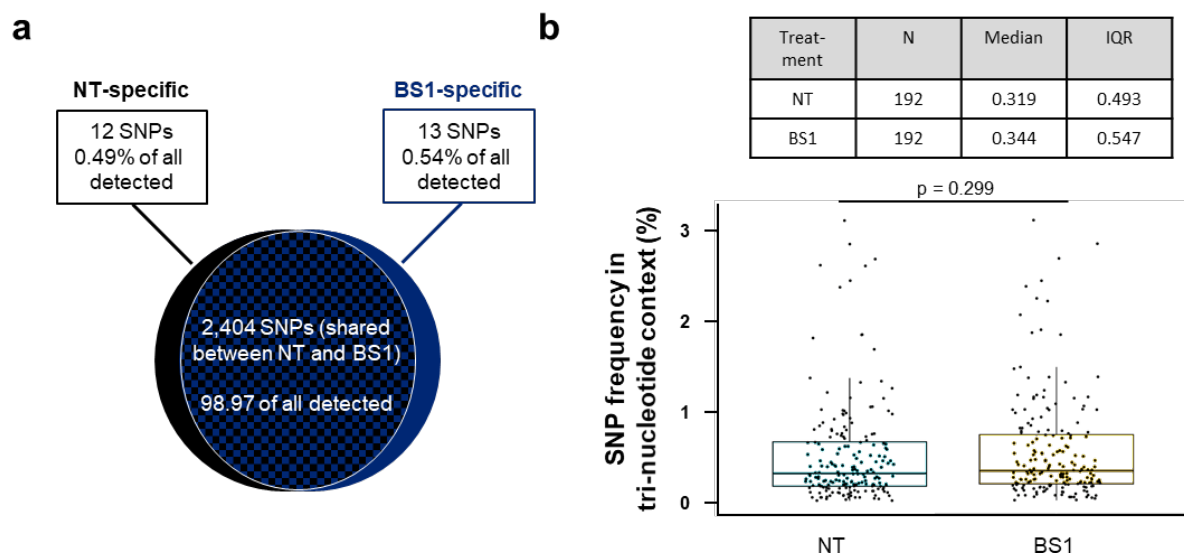 a
NT-specific
12 SNPs
0.49% of all
detected
BS1-specific
13 SNPs
0.54% of all
detected
2,404 SNPs (shared
between NT and BS1)
98.97 of all detected
b
Treat-
ment
N
Median
IQR
NT
192
0.319
0.493
BS1
192
0.344
0.547
p = 0.299
SNP frequency in
tri-nucleotide context (%)
3
2
1
0
NT
BS1